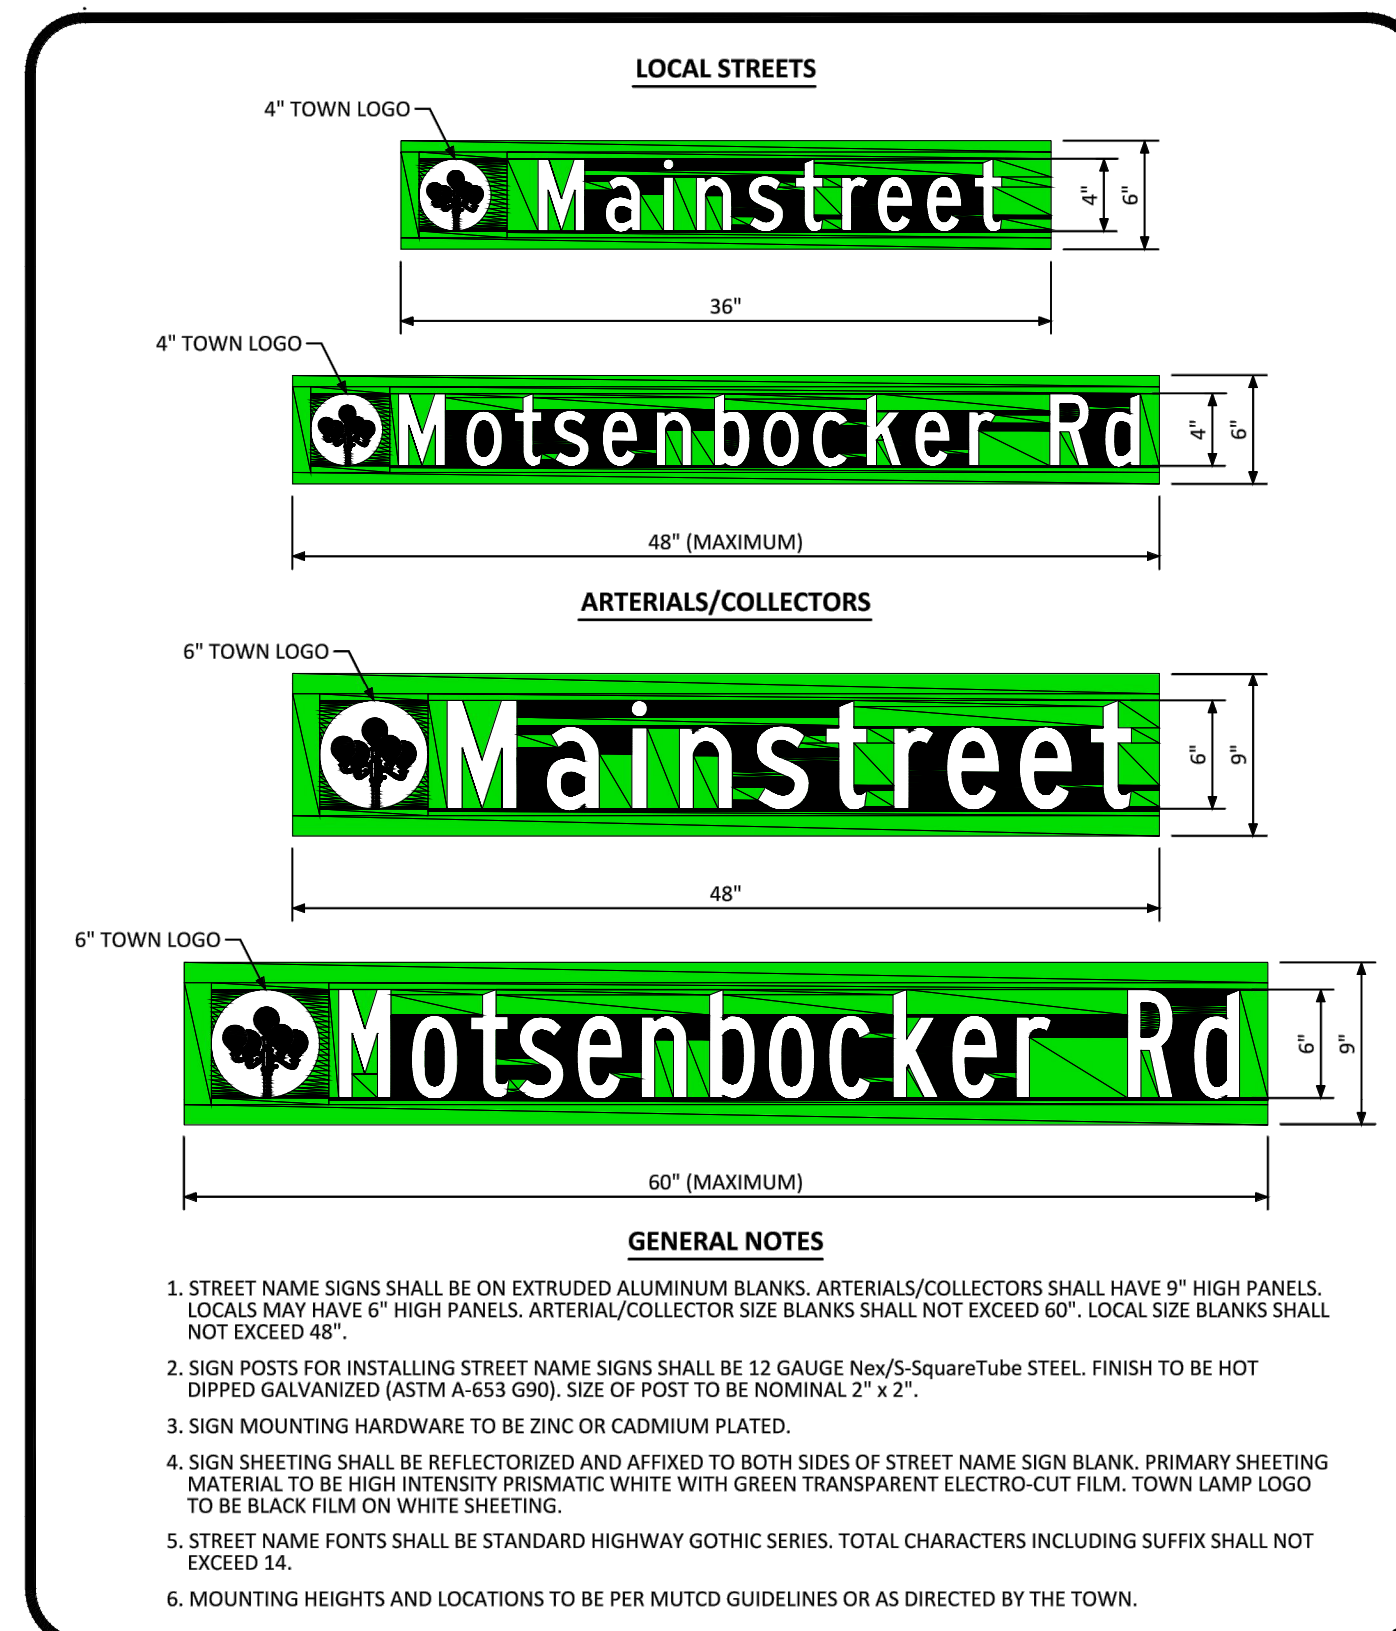 LOCAL STREETS
4" TOWN LOGO
Mainstreet
4"
6"
36"
4" TOWN LOGO
Motsenbocker Rd
4"
6"
48" (MAXIMUM)
ARTERIALS/COLLECTORS
6" TOWN LOGO
Mainstreet
6"
9"
48"
6" TOWN LOGO
Motsenbocker Rd
6"
9"
60" (MAXIMUM)
GENERAL NOTES
1. STREET NAME SIGNS SHALL BE ON EXTRUDED ALUMINUM BLANKS. ARTERIALS/COLLECTORS SHALL HAVE 9" HIGH PANELS.
LOCALS MAY HAVE 6" HIGH PANELS. ARTERIAL/COLLECTOR SIZE BLANKS SHALL NOT EXCEED 60". LOCAL SIZE BLANKS SHALL
NOT EXCEED 48".
2. SIGN POSTS FOR INSTALLING STREET NAME SIGNS SHALL BE 12 GAUGE Nex/S-SquareTube STEEL. FINISH TO BE HOT
DIPPED GALVANIZED (ASTM A-653 G90). SIZE OF POST TO BE NOMINAL 2" x 2".
3. SIGN MOUNTING HARDWARE TO BE ZINC OR CADMIUM PLATED.
4. SIGN SHEETING SHALL BE REFLECTORIZED AND AFFIXED TO BOTH SIDES OF STREET NAME SIGN BLANK. PRIMARY SHEETING
MATERIAL TO BE HIGH INTENSITY PRISMATIC WHITE WITH GREEN TRANSPARENT ELECTRO-CUT FILM. TOWN LAMP LOGO
TO BE BLACK FILM ON WHITE SHEETING.
5. STREET NAME FONTS SHALL BE STANDARD HIGHWAY GOTHIC SERIES. TOTAL CHARACTERS INCLUDING SUFFIX SHALL NOT
EXCEED 14.
6. MOUNTING HEIGHTS AND LOCATIONS TO BE PER MUTCD GUIDELINES OR AS DIRECTED BY THE TOWN.